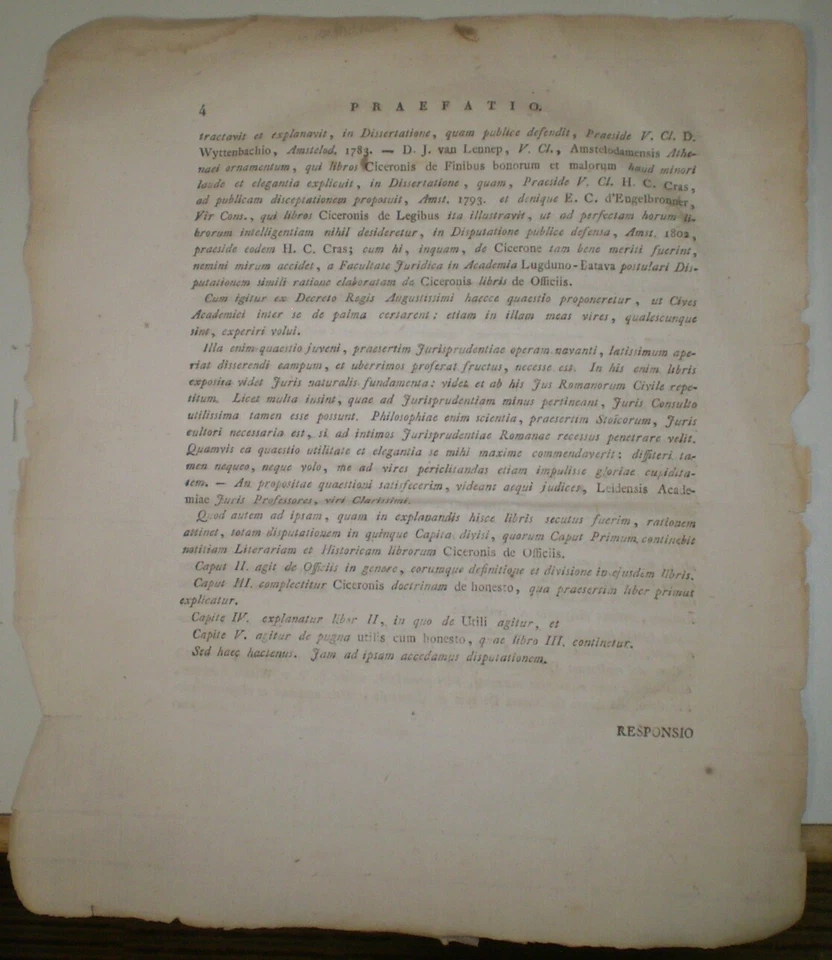 4 PRAEFATIO.
tractavit et explanavit, in Dissertatione, quam publice defendit, Praeside V. Cl. D.
Wyttenbachio, Amstelod. 1783. — D. J. van Lennep, V. Cl., Amstelodamensis Athe-
naei ornamentum, qui libros Ciceronis de Finibus bonorum et malorum haud minori
laude et elegantia explicuit, in Dissertatione, quam, Praeside V. Cl. H. C. Cras,
ad publicam disceptationem proposuit, Amst. 1793. et denique E. C. d'Engelbronner,
Vir Cons., qui libros Ciceronis de Legibus ita illustravit, ut ad perfectam horum li-
brorum intelligentiam nihil desideretur, in Disputatione publice defensa, Amst. 1802,
praeside eodem H. C. Cras; cum hi, inquam, de Cicerone tam bene meriti fuerint,
nemini mirum accidet, a Facultate Juridica in Academia Lugduno-Batava postulari Dis-
putationem simili ratione elaboratam de Ciceronis libris de Officiis.
Cum igitur ex Decreto Regis Augustissimi haecce quaestio proponeretur, ut Cives
Academici inter se de palma certarent: etiam in illam meas vires, qualescunque
sint, experiri volui.
Illa enim quaestio juveni, praesertim Jurisprudentiae operam navanti, latissimum ape-
riat disserendi campum, et uberrimos proferat fructus, necesse est. In his enim libris
exposita videt Juris naturalis fundamenta: videt et ab his Jus Romanorum Civile repe-
titum. Licet multa insint, quae ad Jurisprudentiam minus pertineant, Juris Consulto
utilissima tamen esse possunt. Philosophiae enim scientia, praesertim Stoicorum, Juris
cultori necessaria est, si ad intimos Jurisprudentiae Romanae recessus penetrare velit.
Quamvis ea quaestio utilitate et elegantia se mihi maxime commendaverit: diffiteri ta-
men nequeo, neque volo, me ad vires periclitandas etiam impulisse gloriae cupidita-
tem. — An propositae quaestioni satisfecerim, videant aequi judices, Leidensis Acade-
miae Juris Professores, viri Clarissimi.
Quod autem ad ipsam, quam in explanandis hisce libris secutus fuerim, rationem
attinet, totam disputationem in quinque Capita divisi, quorum Caput Primum continebit
notitiam Literariam et Historicam librorum Ciceronis de Officiis.
Caput II. agit de Officiis in genere, eorumque definitione et divisione in ejusdem libris.
Caput III. complectitur Ciceronis doctrinam de honesto, qua praesertim liber primus
explicatur.
Capite IV. explanatur liber II, in quo de Utili agitur, et
Capite V. agitur de pugna utilis cum honesto, quae libro III. continetur.
Sed haec hactenus. Jam ad ipsam accedamus disputationem.
RESPONSIO